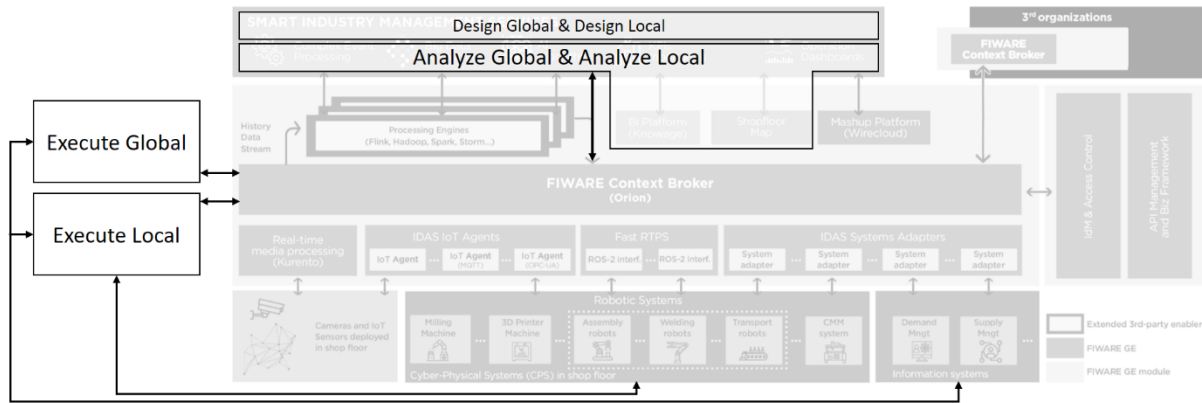 SMART INDUSTRY MANAGEMENT
Design Global & Design Local
Analyze Global & Analyze Local
Processing
Dashboards
3rd organizations
FIWARE
Context Broker
Execute Global
Execute Local
History
Data
Stream
Processing Engines
(Flink, Hadoop, Spark, Storm...)
BI Platform
(Knowage)
Shopfloor
Map
Mashup Platform
(Wirecloud)
FIWARE Context Broker
(Orion)
IdM & Access Control
API Management
and Biz Framework
Real-time
media processing
(Kurento)
IDAS IoT Agents
IoT Agent
...
IoT Agent
(MQTT)
...
IoT Agent
(OPC-UA)
Fast RTPS
ROS-2 Interf.
...
ROS-2 Interf.
IDAS Systems Adapters
System
adapter
...
System
adapter
...
System
adapter
...
System
adapter
Cameras and IoT
Sensors deployed
in shop floor
Robotic Systems
Milling
Machine
...
3D Printer
Machine
...
Assembly
robots
Welding
robots
Transport
robots
CMM
system
...
Cyber-Physical Systems (CPS) in shop floor
Demand
Mngt
Supply
Mngt
...
Information systems
Extended 3rd-party enabler
FIWARE GE
FIWARE GE module